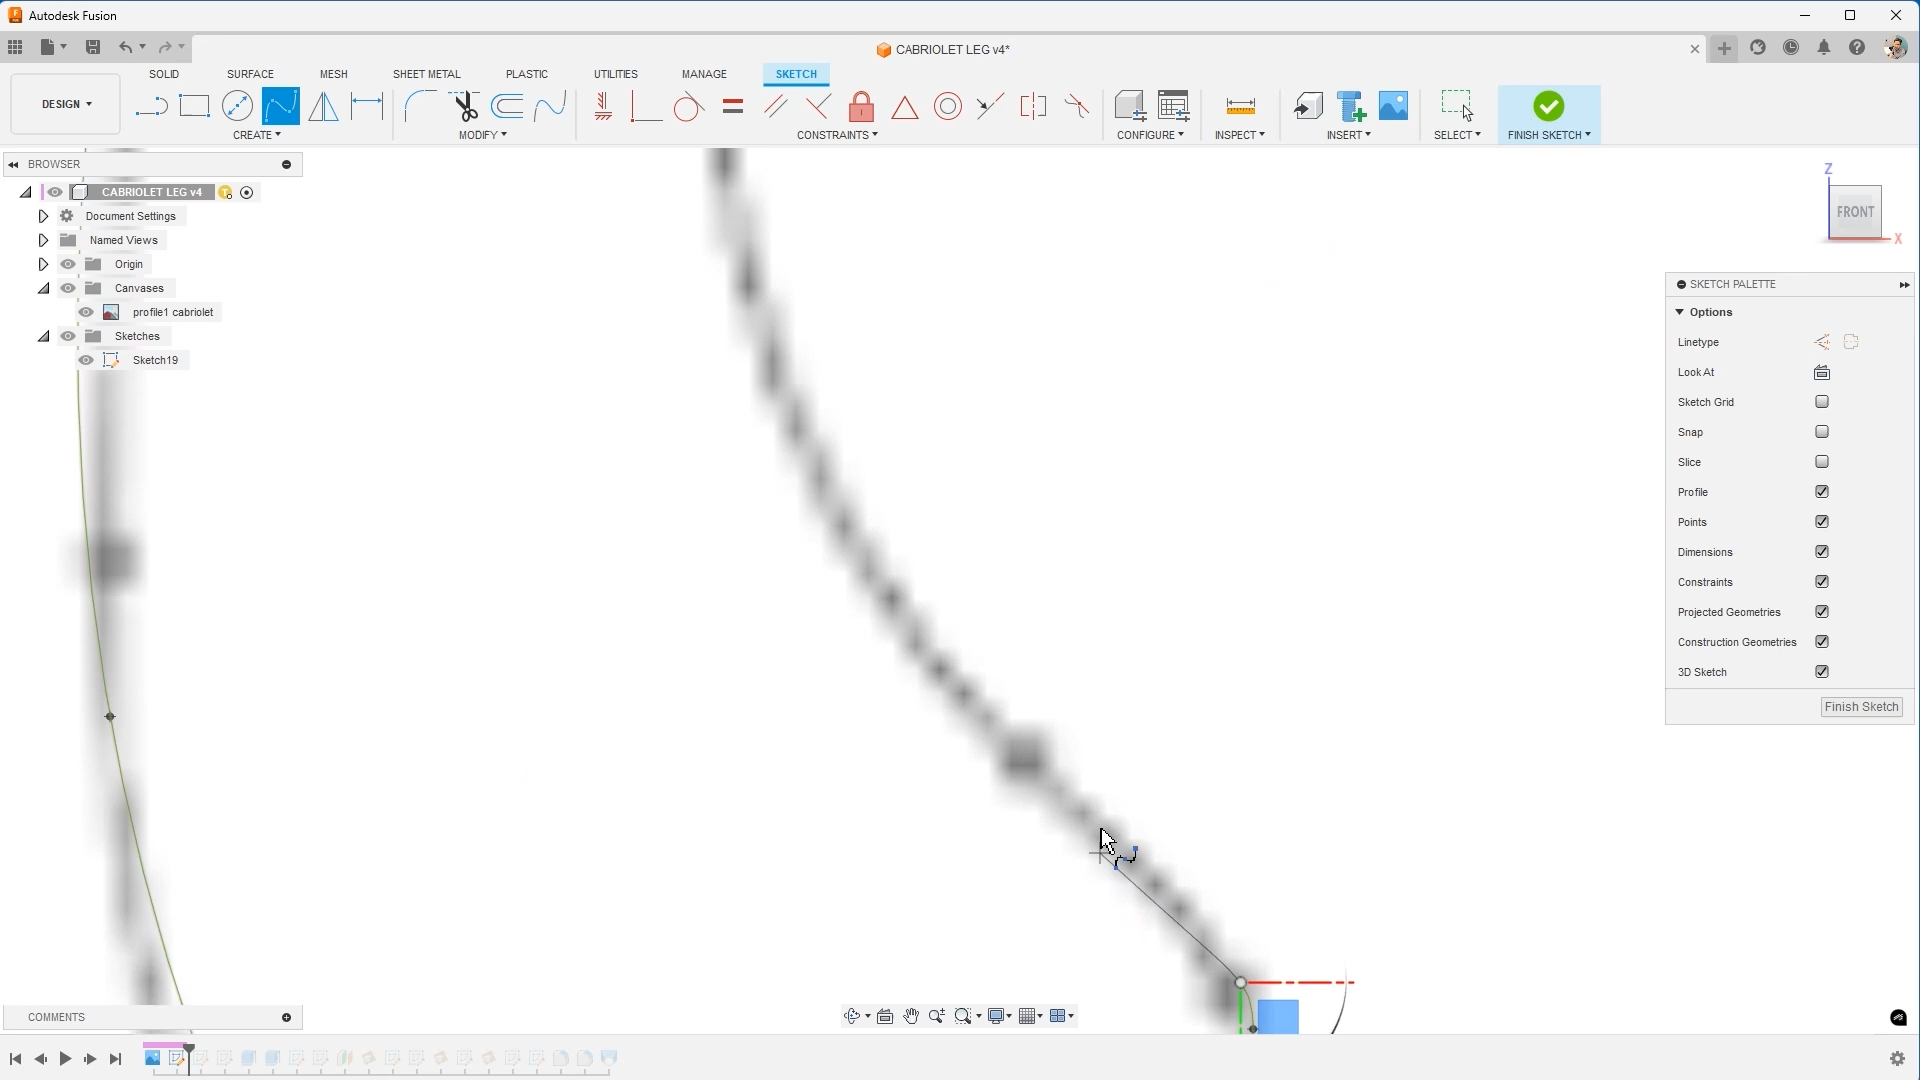 Autodesk Fusion
CABRIOLET LEG v4*
SOLID SURFACE MESH SHEET METAL PLASTIC UTILITIES MANAGE SKETCH
DESIGN
CREATE MODIFY CONSTRAINTS CONFIGURE INSPECT INSERT SELECT FINISH SKETCH
BROWSER
CABRIOLET LEG v4
Document Settings
Named Views
Origin
Canvases
profile1 cabriolet
Sketches
Sketch19
Z
FRONT
X
SKETCH PALETTE
Options
Linetype
Look At
Sketch Grid
Snap
Slice
Profile
Points
Dimensions
Constraints
Projected Geometries
Construction Geometries
3D Sketch
Finish Sketch
COMMENTS